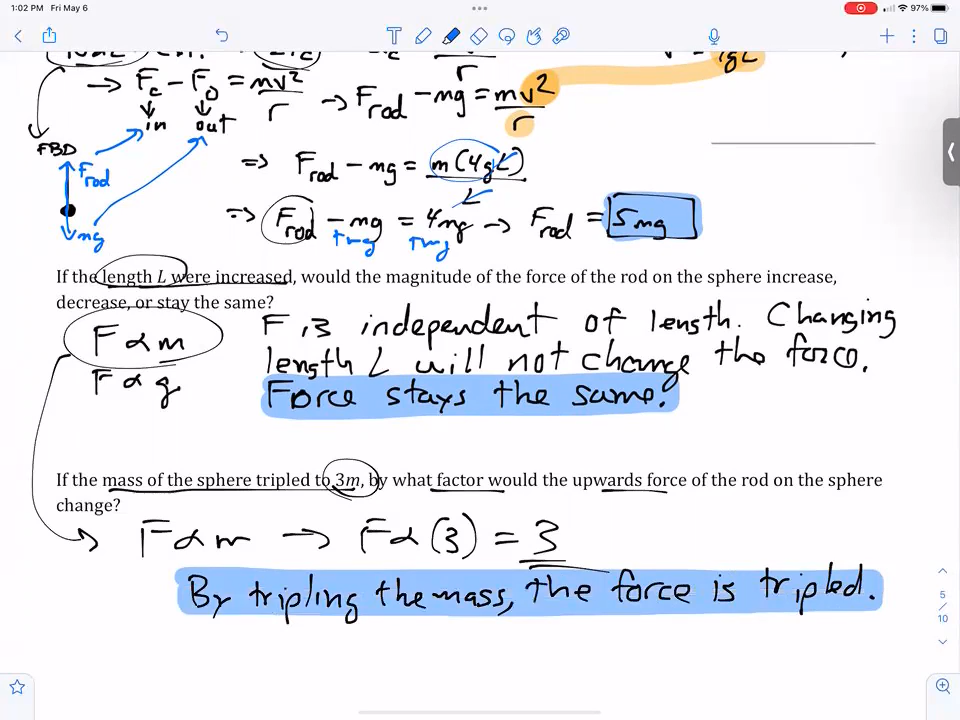 1:02 PM Fri May 6
97%
→ Fc − F0 = mv²/r → Frod − mg = mv²/r
in out
FBD
Frod
mg
⇒ Frod − mg = m(4gL)/L
⇒ Frod − mg = 4mg → Frod = 5mg
+mg +mg
If the length L were increased, would the magnitude of the force of the rod on the sphere increase,
decrease, or stay the same?
F ∝ m
F ∝ g
F is independent of length. Changing
length L will not change the force.
Force stays the same.
If the mass of the sphere tripled to 3m, by what factor would the upwards force of the rod on the sphere
change?
F ∝ m → F ∝ (3) = 3
By tripling the mass, the force is tripled.
5
/
10